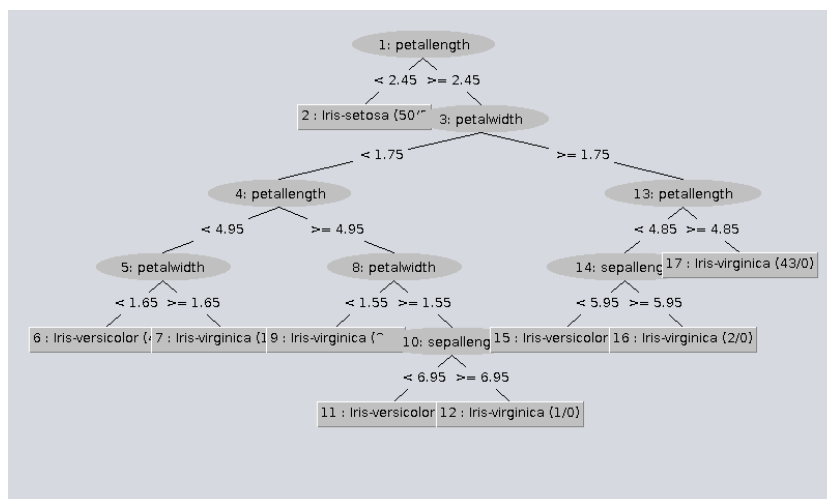 1: petallength
< 2.45 >= 2.45
2 : Iris-setosa
3: petalwidth
< 1.75 >= 1.75
4: petallength
13: petallength
< 4.95 >= 4.95
< 4.85 >= 4.85
5: petalwidth
8: petalwidth
14:
17 : Iris-virginica (43/0)
< 1.65 >= 1.65
< 1.55 >= 1.55
< 5.95 >= 5.95
6 : Iris-versicolor
7 : Iris-virginica
9 : Iris-virginica
10:
15 : Iris-versicolor
16 : Iris-virginica (2/0)
< 6.95 >= 6.95
11 : Iris-versicolor
12 : Iris-virginica (1/0)